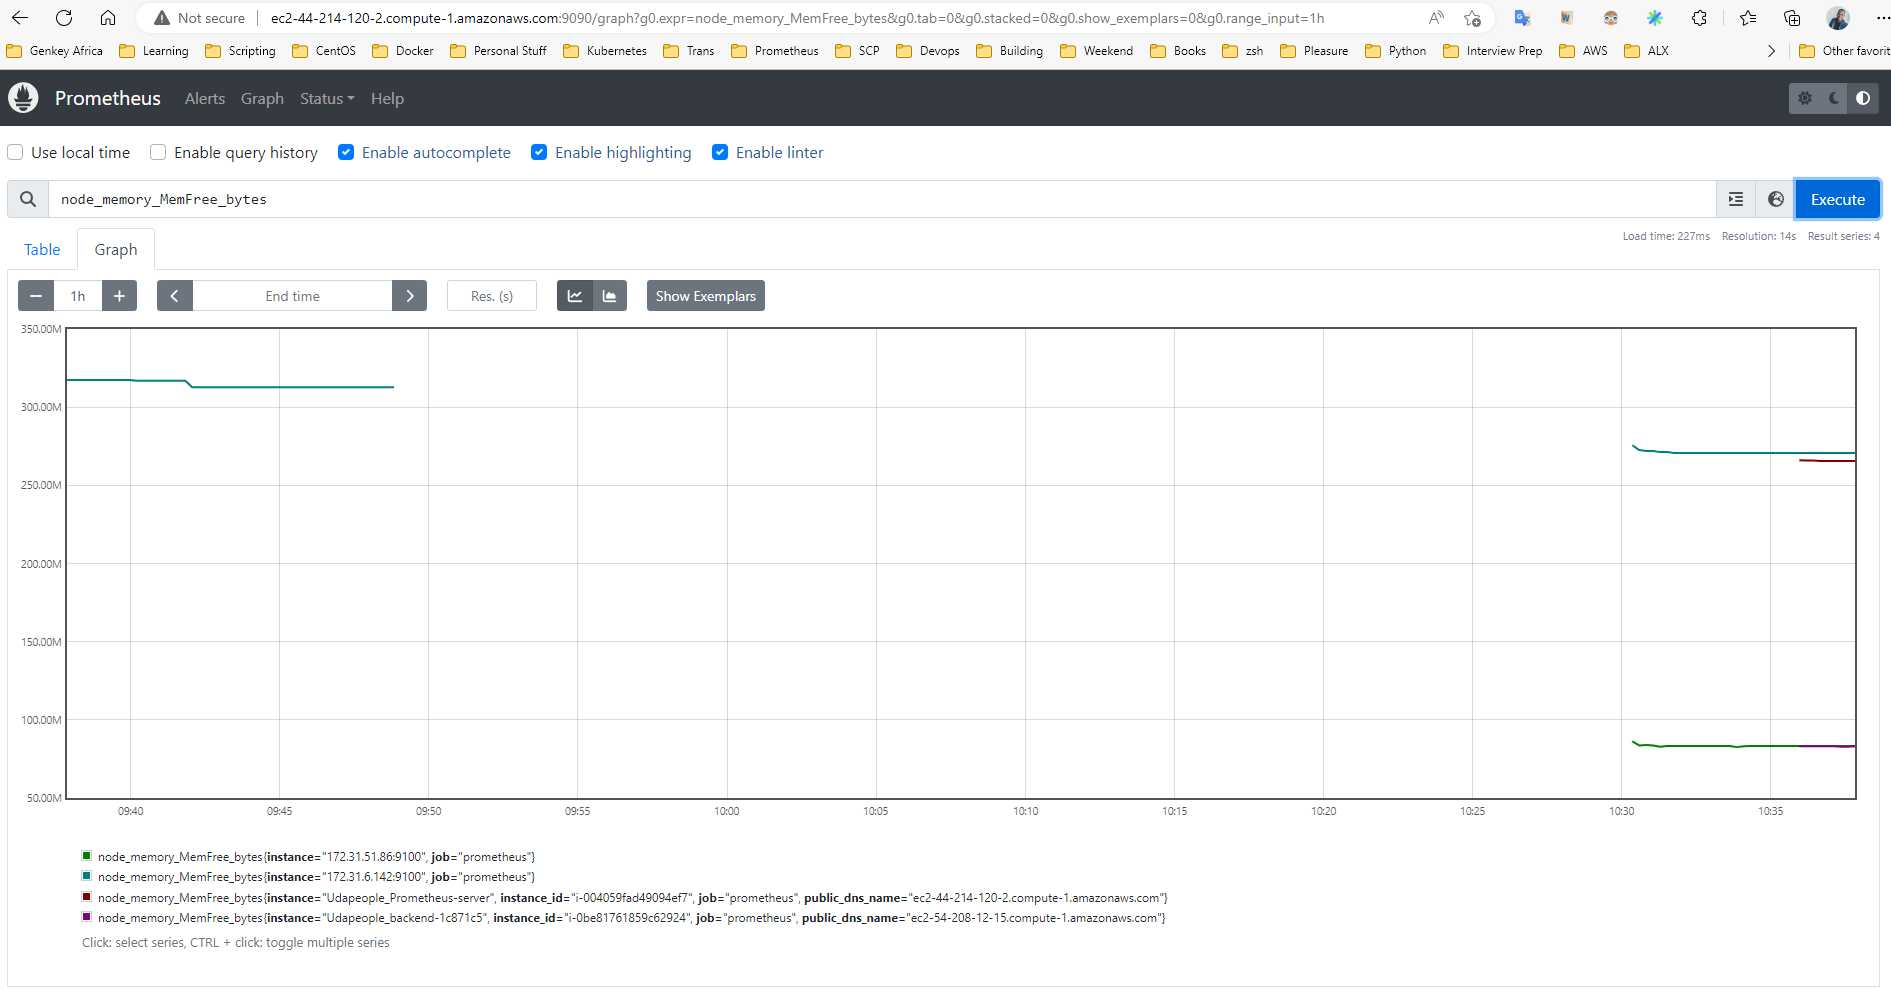 Not secure ec2-44-214-120-2.compute-1.amazonaws.com:9090/graph?g0.expr=node_memory_MemFree_bytes&g0.tab=0&g0.stacked=0&g0.show_exemplars=0&g0.range_input=1h
Genkey Africa Learning Scripting CentOS Docker Personal Stuff Kubernetes Trans Prometheus SCP Devops Building Weekend Books zsh Pleasure Python Interview Prep AWS ALX Other favorit
Prometheus Alerts Graph Status Help
Use local time Enable query history Enable autocomplete Enable highlighting Enable linter
node_memory_MemFree_bytes Execute
Load time: 227ms Resolution: 14s Result series: 4
Table Graph
1h End time Res. (s) Show Exemplars
350.00M
300.00M
250.00M
200.00M
150.00M
100.00M
50.00M
09:40 09:45 09:50 09:55 10:00 10:05 10:10 10:15 10:20 10:25 10:30 10:35
node_memory_MemFree_bytes{instance="172.31.51.86:9100", job="prometheus"}
node_memory_MemFree_bytes{instance="172.31.6.142:9100", job="prometheus"}
node_memory_MemFree_bytes{instance="Udapeople_Prometheus-server", instance_id="i-004059fad49094ef7", job="prometheus", public_dns_name="ec2-44-214-120-2.compute-1.amazonaws.com"}
node_memory_MemFree_bytes{instance="Udapeople_backend-1c871c5", instance_id="i-0be81761859c62924", job="prometheus", public_dns_name="ec2-54-208-12-15.compute-1.amazonaws.com"}
Click: select series, CTRL + click: toggle multiple series